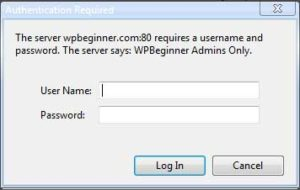 Authentication Required
The server wpbeginner.com:80 requires a username and
password. The server says: WPBeginner Admins Only.
User Name:
Password:
Log In Cancel